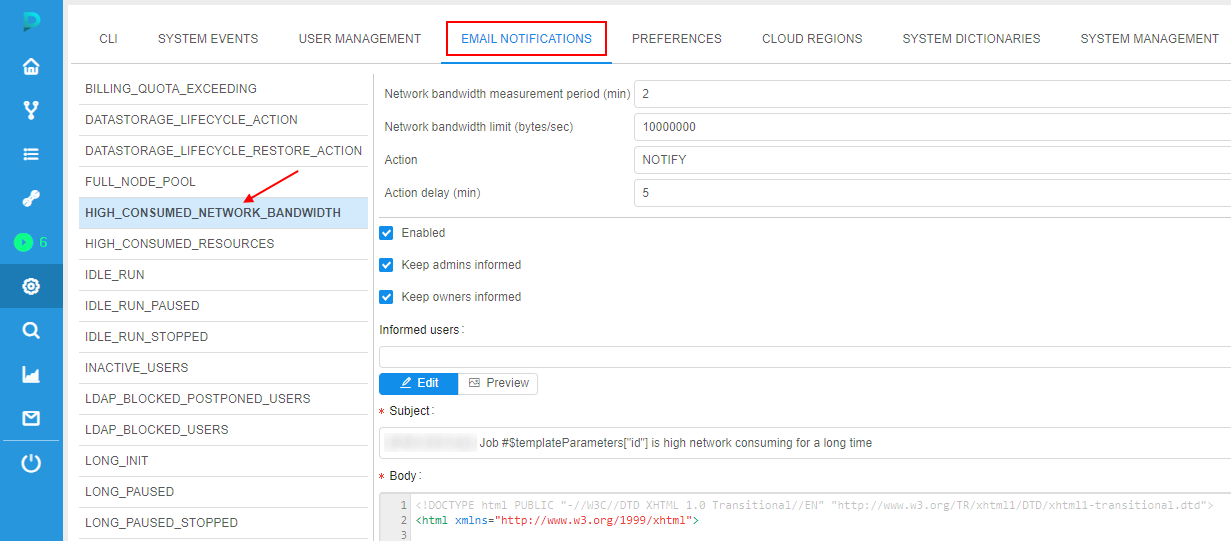 CLI SYSTEM EVENTS USER MANAGEMENT EMAIL NOTIFICATIONS PREFERENCES CLOUD REGIONS SYSTEM DICTIONARIES SYSTEM MANAGEMENT
6
BILLING_QUOTA_EXCEEDING
DATASTORAGE_LIFECYCLE_ACTION
DATASTORAGE_LIFECYCLE_RESTORE_ACTION
FULL_NODE_POOL
HIGH_CONSUMED_NETWORK_BANDWIDTH
HIGH_CONSUMED_RESOURCES
IDLE_RUN
IDLE_RUN_PAUSED
IDLE_RUN_STOPPED
INACTIVE_USERS
LDAP_BLOCKED_POSTPONED_USERS
LDAP_BLOCKED_USERS
LONG_INIT
LONG_PAUSED
LONG_PAUSED_STOPPED
Network bandwidth measurement period (min) 2
Network bandwidth limit (bytes/sec) 10000000
Action NOTIFY
Action delay (min) 5
Enabled
Keep admins informed
Keep owners informed
Informed users:
Edit Preview
* Subject:
Job #$templateParameters["id"] is high network consuming for a long time
* Body:
1 <!DOCTYPE html PUBLIC "-//W3C//DTD XHTML 1.0 Transitional//EN" "http://www.w3.org/TR/xhtml1/DTD/xhtml1-transitional.dtd">
2 <html xmlns="http://www.w3.org/1999/xhtml">
3